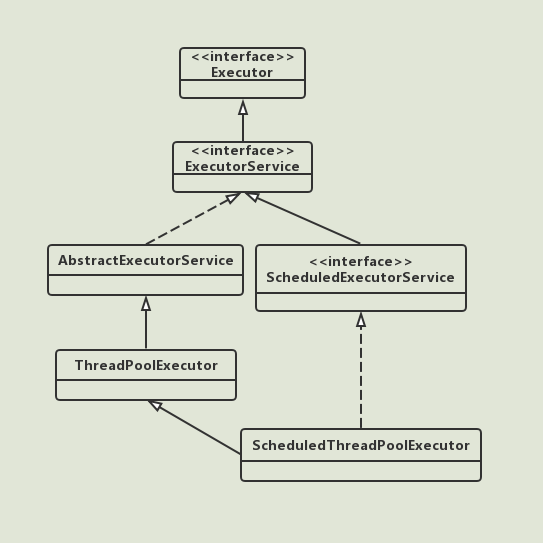 <<interface>>
Executor
<<interface>>
ExecutorService
AbstractExecutorService
<<interface>>
ScheduledExecutorService
ThreadPoolExecutor
ScheduledThreadPoolExecutor